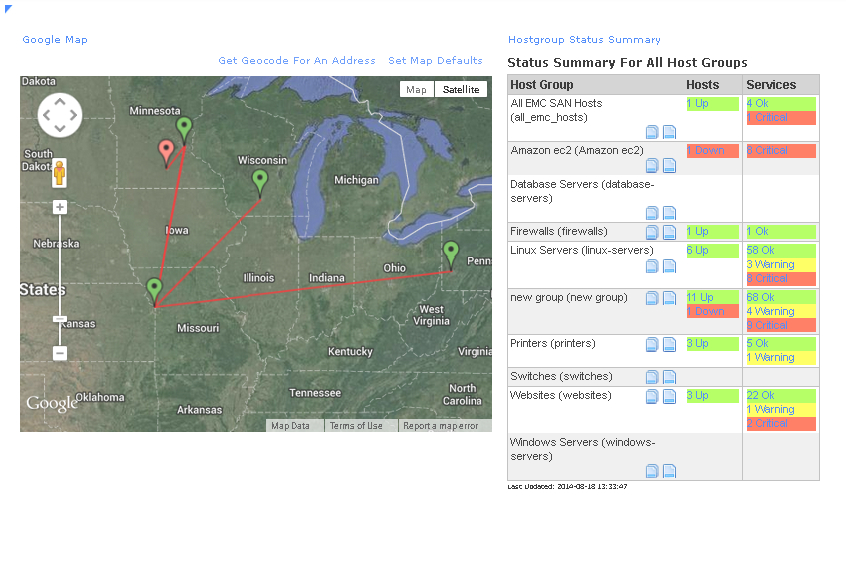 Google Map
Get Geocode For An Address Set Map Defaults
Dakota
Map Satellite
Minnesota
South
Dakota
Wisconsin
Michigan
Iowa
Nebraska
Illinois
Indiana
Ohio
Penn
States
Kansas
Missouri
West
Virginia
Kentucky
Virginia
Tennessee
North
Carolina
Oklahoma
Arkansas
Google
Map Data Terms of Use Report a map error
Hostgroup Status Summary
Status Summary For All Host Groups
Host Group Hosts Services
All EMC SAN Hosts 1 Up 4 Ok
(all_emc_hosts) 1 Critical
Amazon ec2 (Amazon ec2) 1 Down Critical
Database Servers (database-
servers)
Firewalls (firewalls) 1 Up 1 Ok
Linux Servers (linux-servers) 6 Up 58 Ok
3 Warning
Critical
new group (new group) 11 Up 68 Ok
1 Down 4 Warning
Critical
Printers (printers) 3 Up 5 Ok
1 Warning
Switches (switches)
Websites (websites) 3 Up 22 Ok
1 Warning
2 Critical
Windows Servers (windows-
servers)
Last Updated: 2014-08-18 13:33:47